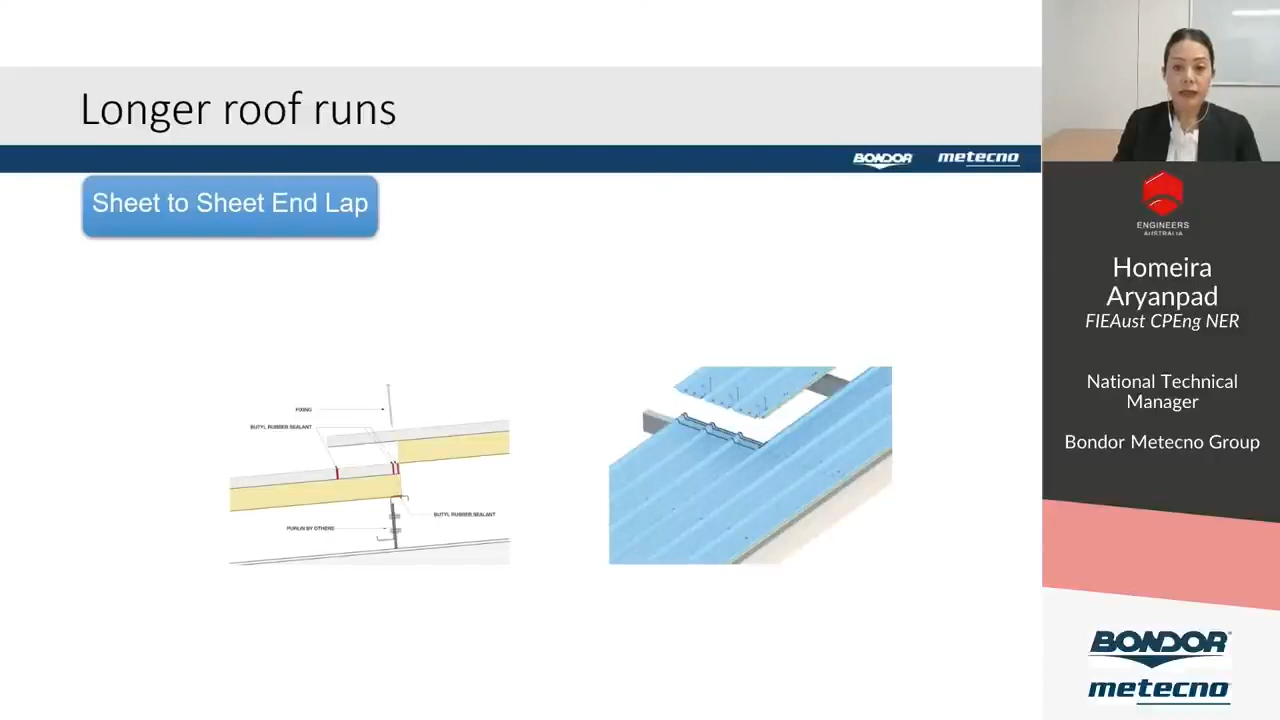 Longer roof runs
BONDOR metecno
Sheet to Sheet End Lap
FIXING
BUTYL RUBBER SEALANT
BUTYL RUBBER SEALANT
PURLIN BY OTHERS
ENGINEERS
AUSTRALIA
Homeira
Aryanpad
FIEAust CPEng NER
National Technical
Manager
Bondor Metecno Group
BONDOR
metecno